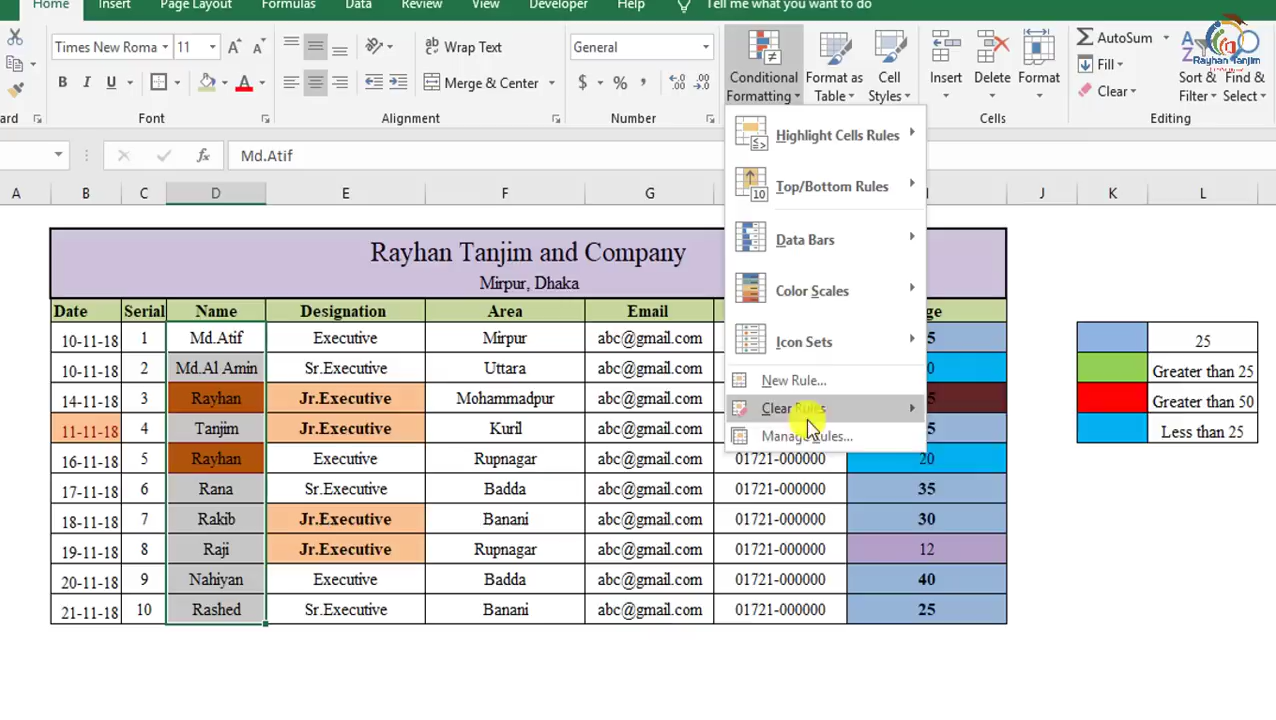 Home Insert Page Layout Formulas Data Review View Developer Help Tell me what you want to do
Times New Roma 11 A A
Wrap Text
General
B I U A
Merge & Center
$ % ,
Conditional Formatting
Format as Table
Cell Styles
Insert Delete Format
AutoSum
Fill
Clear
Sort & Filter
Find & Select
Rayhan Tanjim
ard Font Alignment Number Cells Editing
fx Md.Atif
Highlight Cells Rules
Top/Bottom Rules
10
Data Bars
Color Scales
Icon Sets
New Rule...
Clear Rules
Manage Rules...
A B C D E F G J K L
Rayhan Tanjim and Company
Mirpur, Dhaka
Date Serial Name Designation Area Email ge
10-11-18 1 Md.Atif Executive Mirpur abc@gmail.com 5
10-11-18 2 Md.Al Amin Sr.Executive Uttara abc@gmail.com 0
14-11-18 3 Rayhan Jr.Executive Mohammadpur abc@gmail.com 5
11-11-18 4 Tanjim Jr.Executive Kuril abc@gmail.com 5
16-11-18 5 Rayhan Executive Rupnagar abc@gmail.com 01721-000000 20
17-11-18 6 Rana Sr.Executive Badda abc@gmail.com 01721-000000 35
18-11-18 7 Rakib Jr.Executive Banani abc@gmail.com 01721-000000 30
19-11-18 8 Raji Jr.Executive Rupnagar abc@gmail.com 01721-000000 12
20-11-18 9 Nahiyan Executive Badda abc@gmail.com 01721-000000 40
21-11-18 10 Rashed Sr.Executive Banani abc@gmail.com 01721-000000 25
25
Greater than 25
Greater than 50
Less than 25